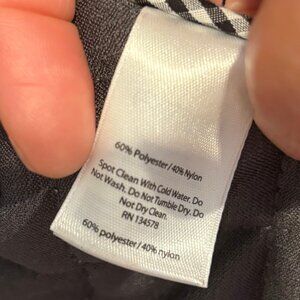 60% Polyester/40% Nylon
Spot Clean With Cold Water. Do
Not Wash. Do Not Tumble Dry. Do
Not Dry Clean.
RN 134578
60% polyester/40% nylon